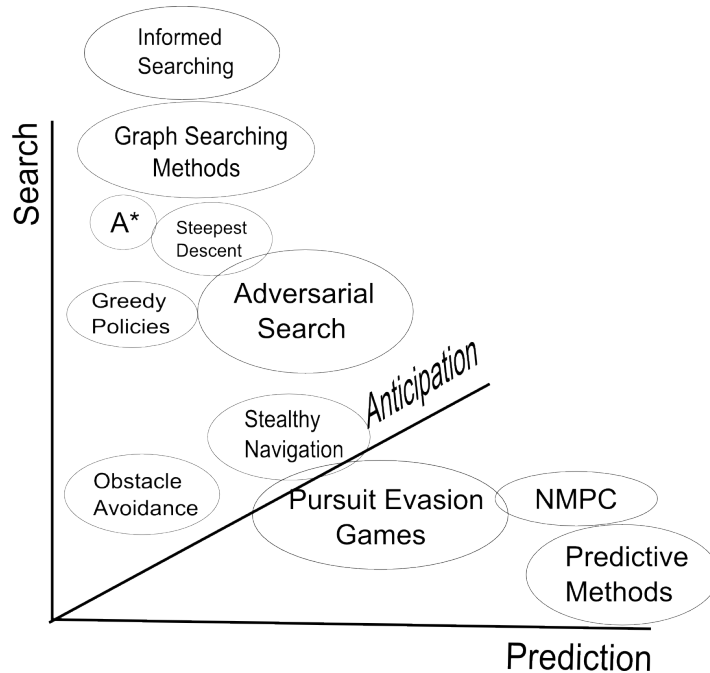 Informed
Searching
Search
Graph Searching
Methods
A*
Steepest
Descent
Greedy
Policies
Adversarial
Search
Anticipation
Stealthy
Navigation
Obstacle
Avoidance
Pursuit Evasion
Games
NMPC
Predictive
Methods
Prediction